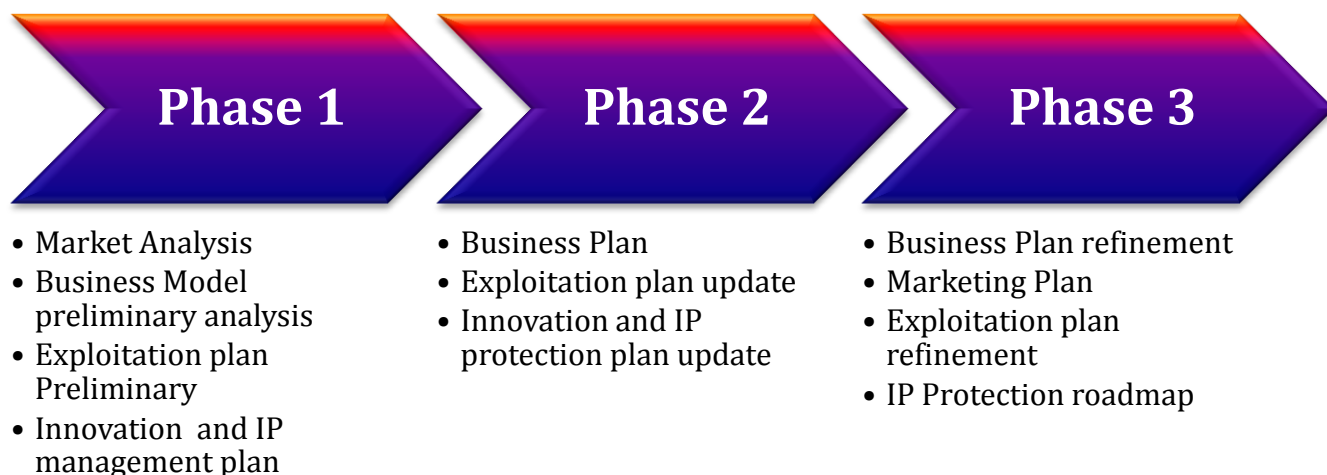 Phase 1
• Market Analysis
• Business Model
preliminary analysis
• Exploitation plan
Preliminary
• Innovation  and IP
management plan
Phase 2
• Business Plan
• Exploitation plan update
• Innovation and IP
protection plan update
Phase 3
• Business Plan refinement
• Marketing Plan
• Exploitation plan
refinement
• IP Protection roadmap